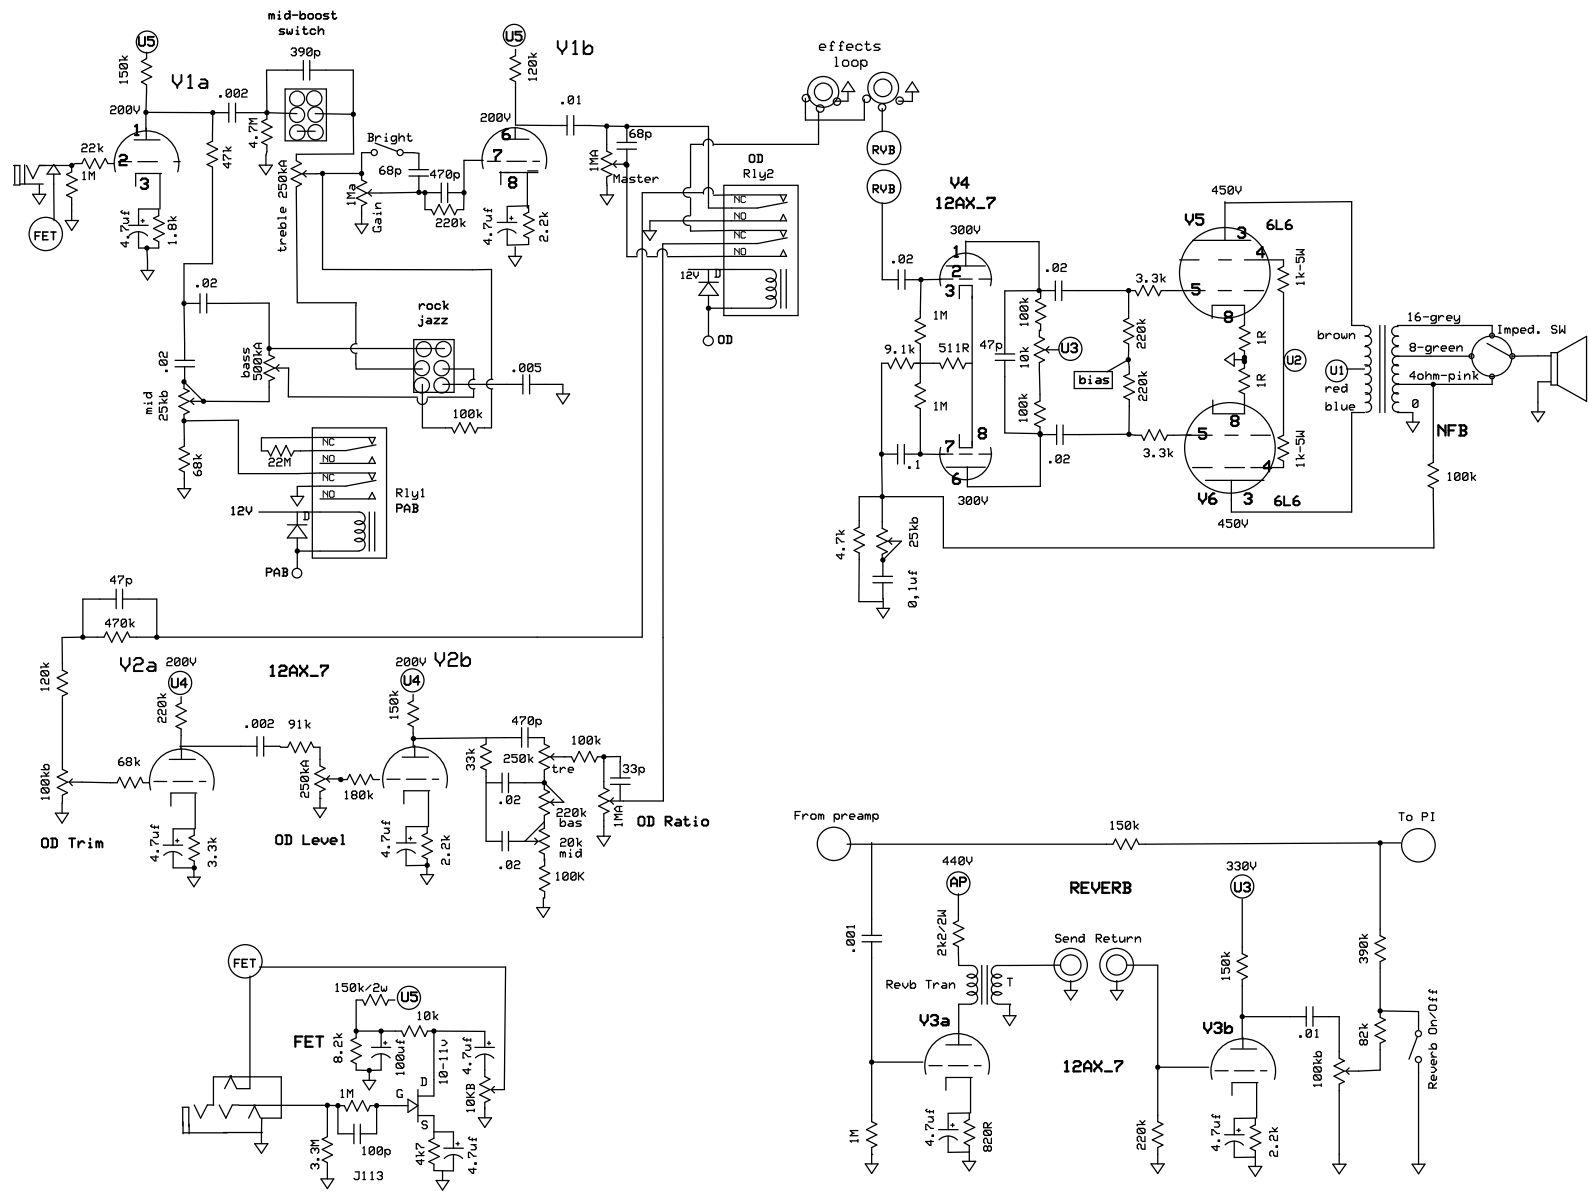 mid-boost
switch
390p
U5
150k
V1a
200V
1
2
3
.002
4.7M
22k
1M
FET
47k
4.7uf
+
1.8k
treble 250kA
Bright
68p
1Ma
Gain
470p
220k
U5
V1b
120k
200V
6
7
8
4.7uf
+
2.2k
.01
68p
1MA
Master
OD
Rly2
NC
NO
NC
NO
12V
D
OD
effects
loop
RVB
RVB
V4
12AX_7
300V
1
2
3
.02
1M
9.1k
511R
1M
.1
7
8
6
300V
47p
100k
10k
U3
100k
.02
.02
bias
220k
220k
3.3k
3.3k
450V
V5
6L6
3
4
5
8
1k-5W
1R
U2
1R
8
5
4
1k-5W
V6
3
6L6
450V
brown
U1
red
blue
16-grey
8-green
4ohm-pink
0
Imped. SW
NFB
100k
4.7k
25kb
0,1uf
.02
.02
bass
500kA
mid
25kb
68k
rock
jazz
.005
100k
22M
NC
NO
NC
NO
Rly1
PAB
12V
D
PAB
47p
470k
120k
V2a
200V
U4
220k
12AX_7
200V
V2b
U4
150k
100kb
68k
OD Trim
4.7uf
+
3.3k
.002
91k
250kA
180k
OD Level
4.7uf
+
2.2k
33k
470p
250k
tre
100k
.02
220k
bas
.02
20k
mid
100K
33p
1MA
OD Ratio
FET
150k/2w
U5
FET
8.2k
+
100uf
10k
10-11v
+
4.7uf
10KB
D
G
S
1M
100p
3.3M
J113
4k7
+
4.7uf
From preamp
150k
To PI
440V
AP
REVERB
330V
U3
.001
2k2/2W
Revb Tran
T
Send
Return
150k
390k
V3a
V3b
12AX_7
.01
82k
Reverb On/Off
100kb
1M
4.7uf
+
820R
220k
4.7uf
+
2.2k